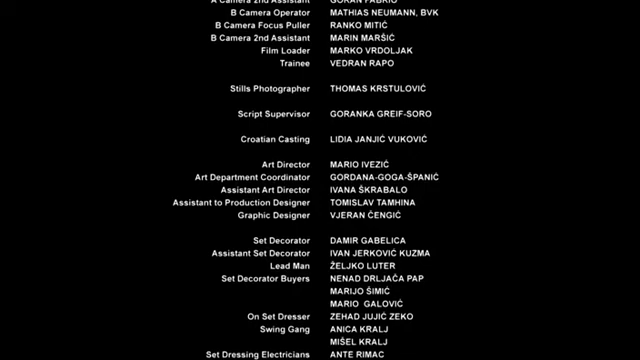 A Camera 2nd Assistant GORAN FABRIO
B Camera Operator MATHIAS NEUMANN, BVK
B Camera Focus Puller RANKO MITIĆ
B Camera 2nd Assistant MARIN MARŠIĆ
Film Loader MARKO VRDOLJAK
Trainee VEDRAN RAPO
Stills Photographer THOMAS KRSTULOVIĆ
Script Supervisor GORANKA GREIF-SORO
Croatian Casting LIDIA JANJIĆ VUKOVIĆ
Art Director MARIO IVEZIĆ
Art Department Coordinator GORDANA-GOGA-ŠPANIĆ
Assistant Art Director IVANA ŠKRABALO
Assistant to Production Designer TOMISLAV TAMHINA
Graphic Designer VJERAN ČENGIĆ
Set Decorator DAMIR GABELICA
Assistant Set Decorator IVAN JERKOVIĆ KUZMA
Lead Man ŽELJKO LUTER
Set Decorator Buyers NENAD DRLJAČA PAP
MARIJO ŠIMIĆ
MARIO GALOVIĆ
On Set Dresser ZEHAD JUJIĆ ZEKO
Swing Gang ANICA KRALJ
MIŠEL KRALJ
Set Dressing Electricians ANTE RIMAC